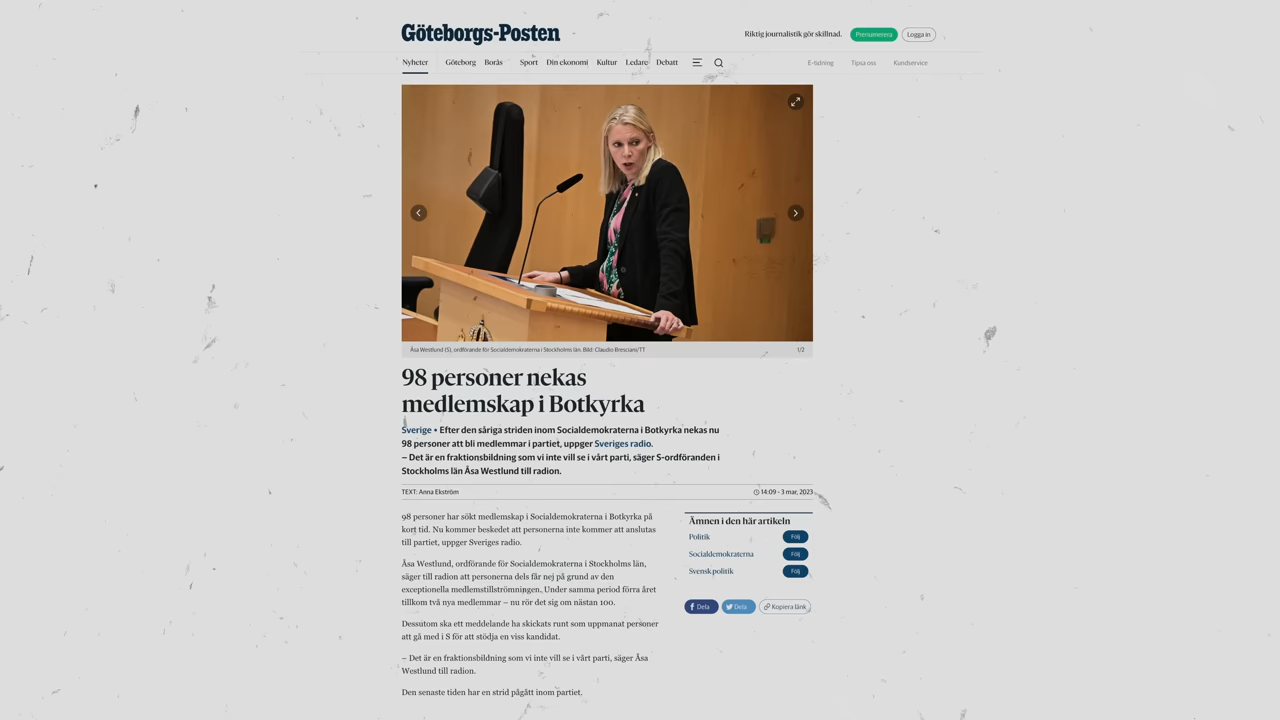 Göteborgs-Posten
Riktig journalistik gör skillnad.
Prenumerera
Logga in
Nyheter
Göteborg
Borås
Sport
Din ekonomi
Kultur
Ledare
Debatt
E-tidning
Tipsa oss
Kundservice
Åsa Westlund (S), ordförande för Socialdemokraterna i Stockholms län. Bild: Claudio Bresciani/TT
1/2
98 personer nekas
medlemskap i Botkyrka
Sverige • Efter den såriga striden inom Socialdemokraterna i Botkyrka nekas nu
98 personer att bli medlemmar i partiet, uppger Sveriges radio.
– Det är en fraktionsbildning som vi inte vill se i vårt parti, säger S-ordföranden i
Stockholms län Åsa Westlund till radion.
TEXT: Anna Ekström
14:09 - 3 mar, 2023
98 personer har sökt medlemskap i Socialdemokraterna i Botkyrka på
kort tid. Nu kommer beskedet att personerna inte kommer att anslutas
till partiet, uppger Sveriges radio.
Åsa Westlund, ordförande för Socialdemokraterna i Stockholms län,
säger till radion att personerna dels får nej på grund av den
exceptionella medlemstillströmningen. Under samma period förra året
tillkom två nya medlemmar – nu rör det sig om nästan 100.
Dessutom ska ett meddelande ha skickats runt som uppmanat personer
att gå med i S för att stödja en viss kandidat.
– Det är en fraktionsbildning som vi inte vill se i vårt parti, säger Åsa
Westlund till radion.
Den senaste tiden har en strid pågått inom partiet.
Ämnen i den här artikeln
Politik
Följ
Socialdemokraterna
Följ
Svensk politik
Följ
Dela
Dela
Kopiera länk